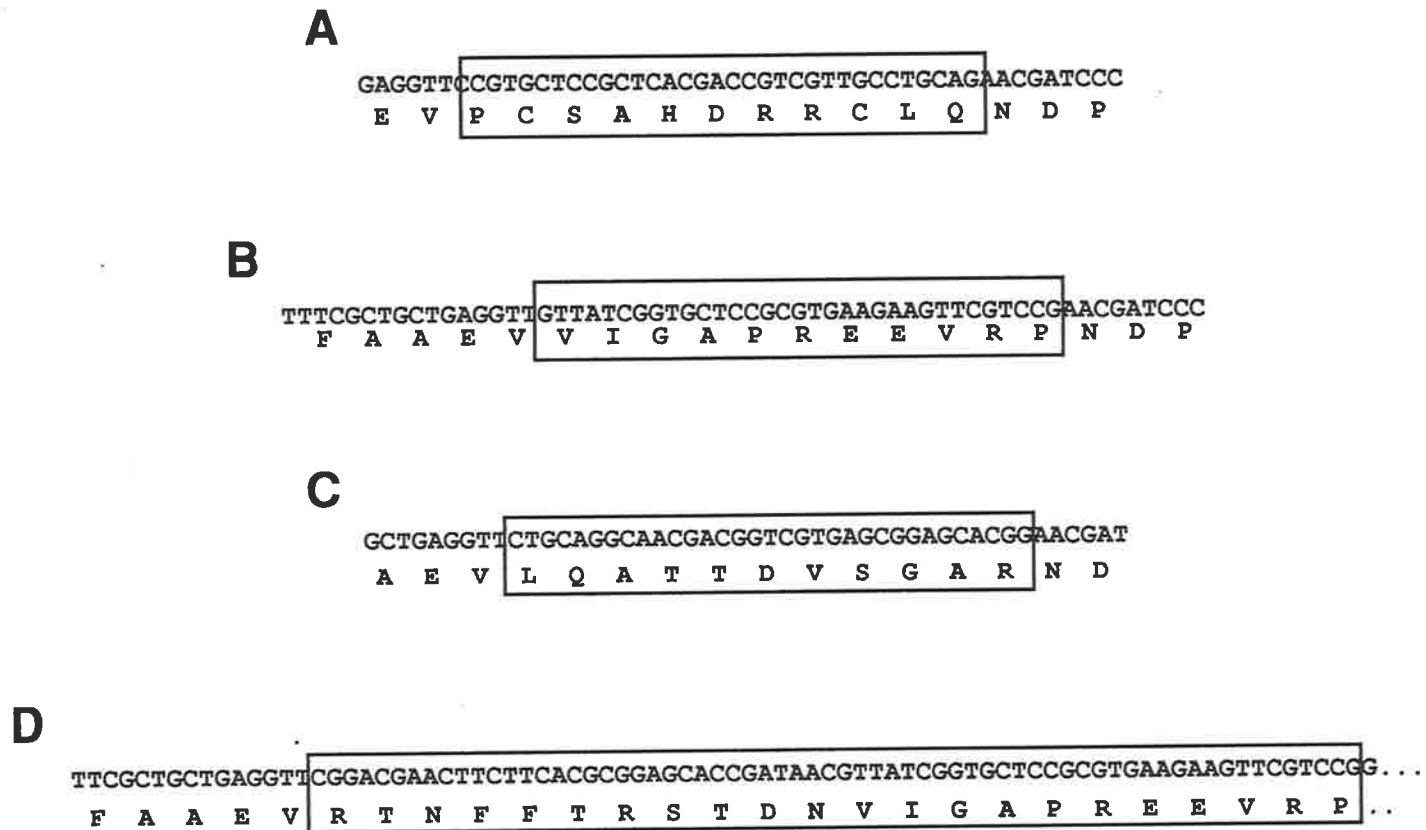 A
GAGGTTCCGTGCTCCGCTCACGACCGTCGTTGCCTGCAGAACGATCCC
E V P C S A H D R R C L Q N D P
B
TTTCGCTGCTGAGGTTGTTATCGGTGCTCCGCGTGAAGAAGTTCGTCCGAACGATCCC
F A A E V V I G A P R E E V R P N D P
C
GCTGAGGTTCTGCAGGCAACGACGGTCGTGAGCGGAGCACGGAACGAT
A E V L Q A T T D V S G A R N D
D
TTCGCTGCTGAGGTTCGGACGAACTTCTTCACGCGGAGCACCGATAACGTTATCGGTGCTCCGCGTGAAGAAGTTCGTCCGG...
F A A E V R T N F F T R S T D N V I G A P R E E V R P ..